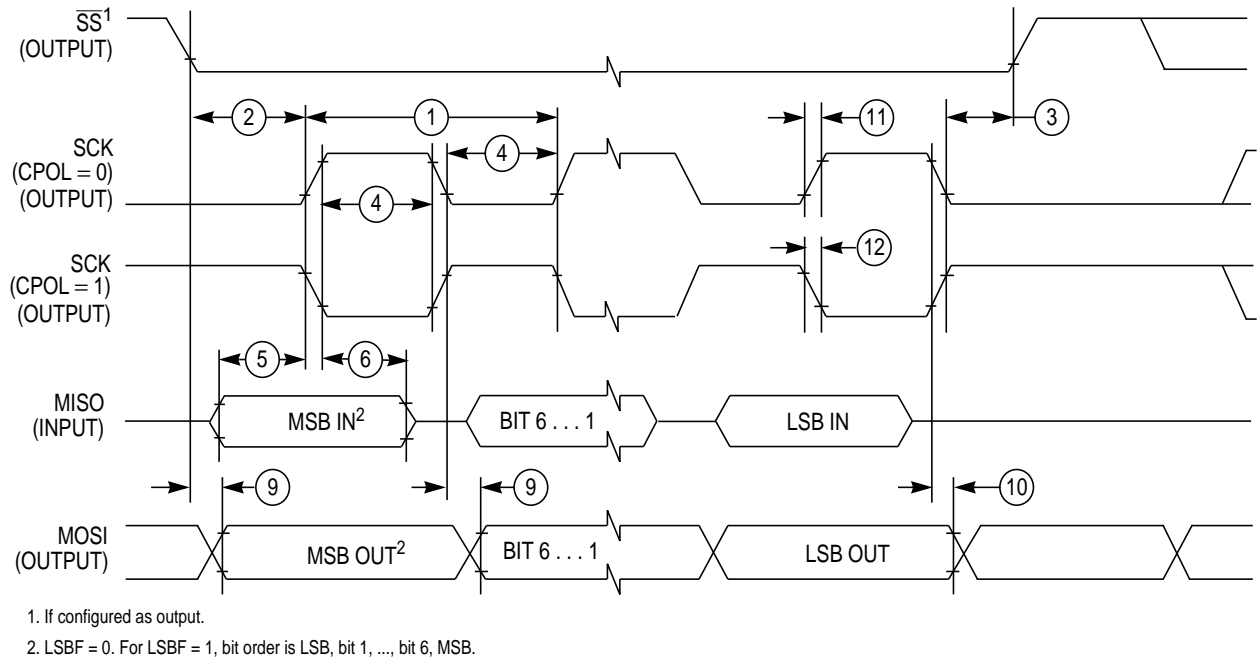 SS1
(OUTPUT)
2
1
11
3
SCK
(CPOL = 0)
(OUTPUT)
4
4
12
SCK
(CPOL = 1)
(OUTPUT)
5
6
MISO
(INPUT)
MSB IN2
BIT 6 . . . 1
LSB IN
9
9
10
MOSI
(OUTPUT)
MSB OUT2
BIT 6 . . . 1
LSB OUT
1. If configured as output.
2. LSBF = 0. For LSBF = 1, bit order is LSB, bit 1, ..., bit 6, MSB.